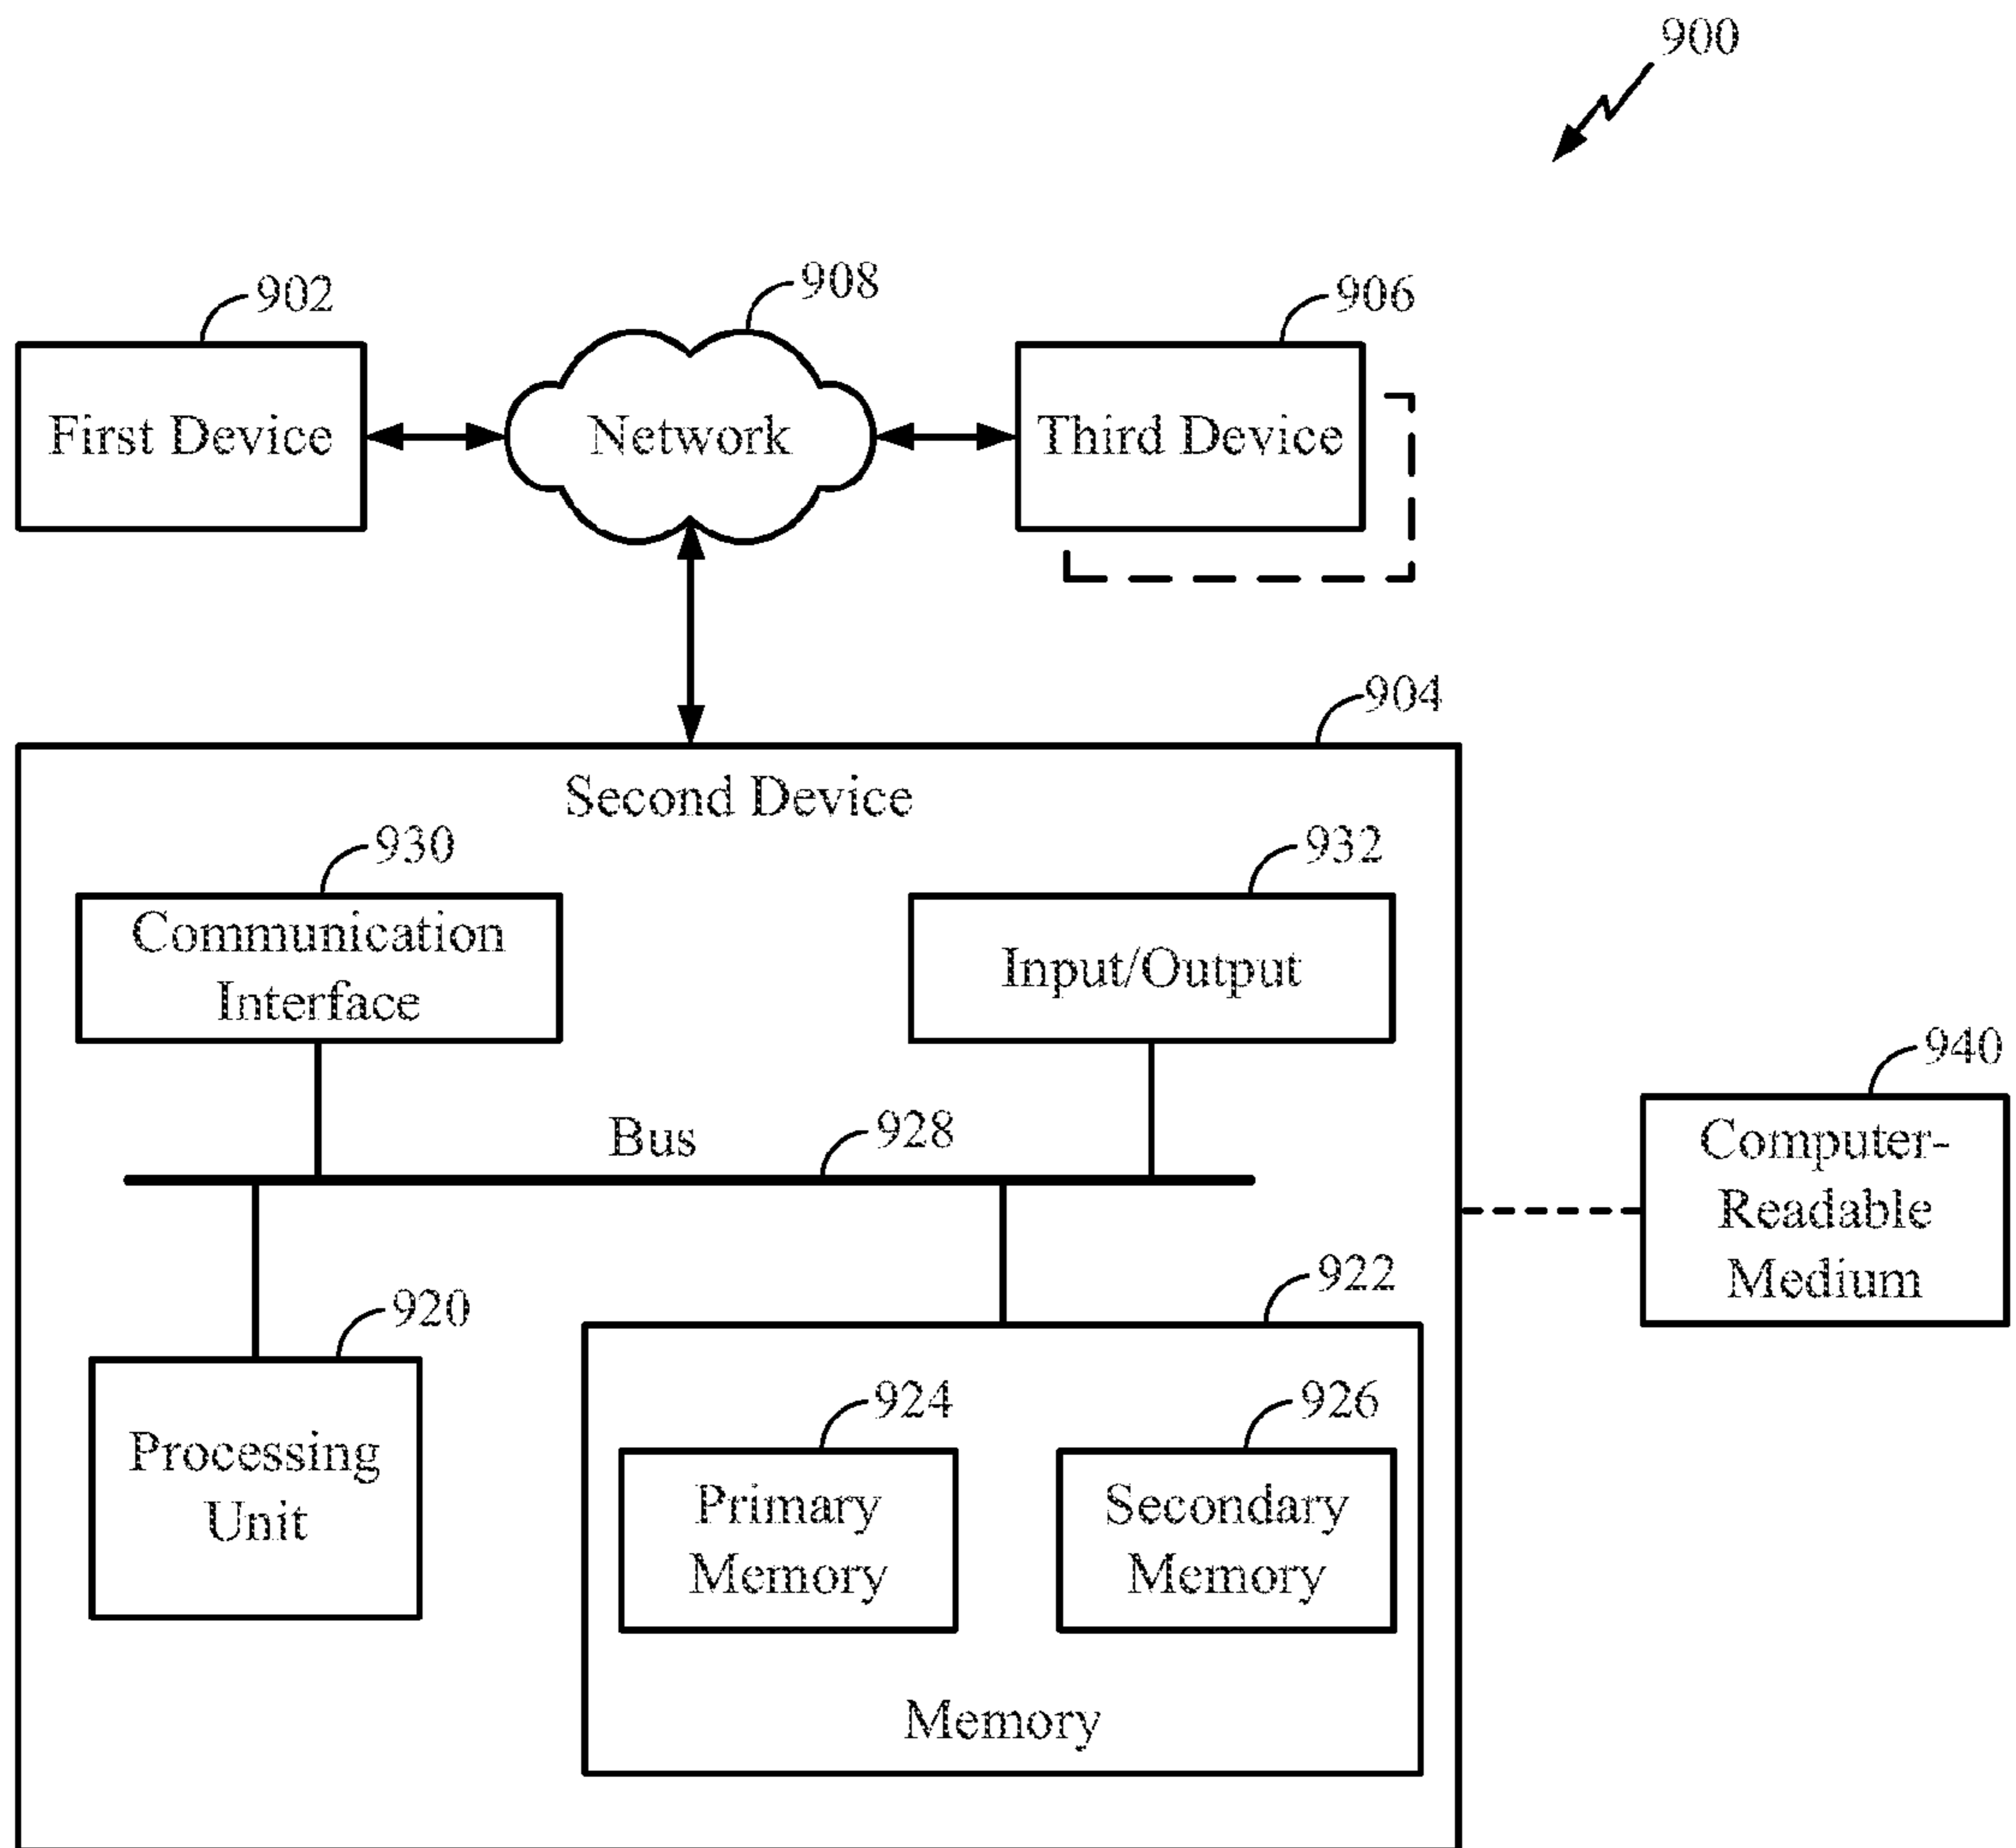 900
902
908
906
First Device
Network
Third Device
904
Second Device
930
932
Communication
Interface
Input/Output
940
Bus
928
Computer-
Readable
Medium
922
920
924
926
Processing
Unit
Primary
Memory
Secondary
Memory
Memory